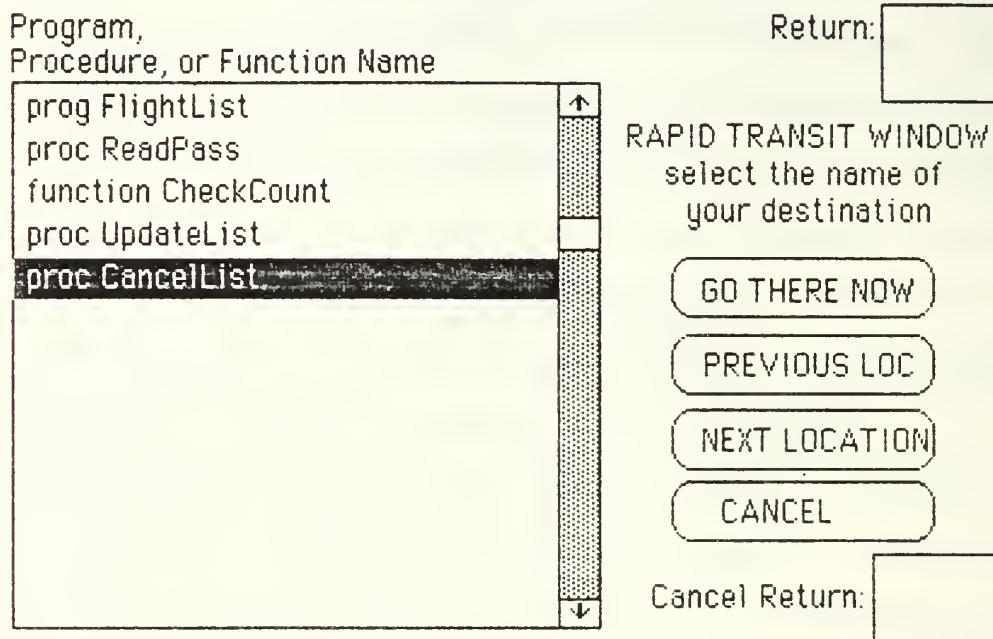 Program,
Procedure, or Function Name
prog FlightList
proc ReadPass
function CheckCount
proc UpdateList
proc CancelList
Return:
RAPID TRANSIT WINDOW
select the name of
your destination
GO THERE NOW
PREVIOUS LOC
NEXT LOCATION
CANCEL
Cancel Return: